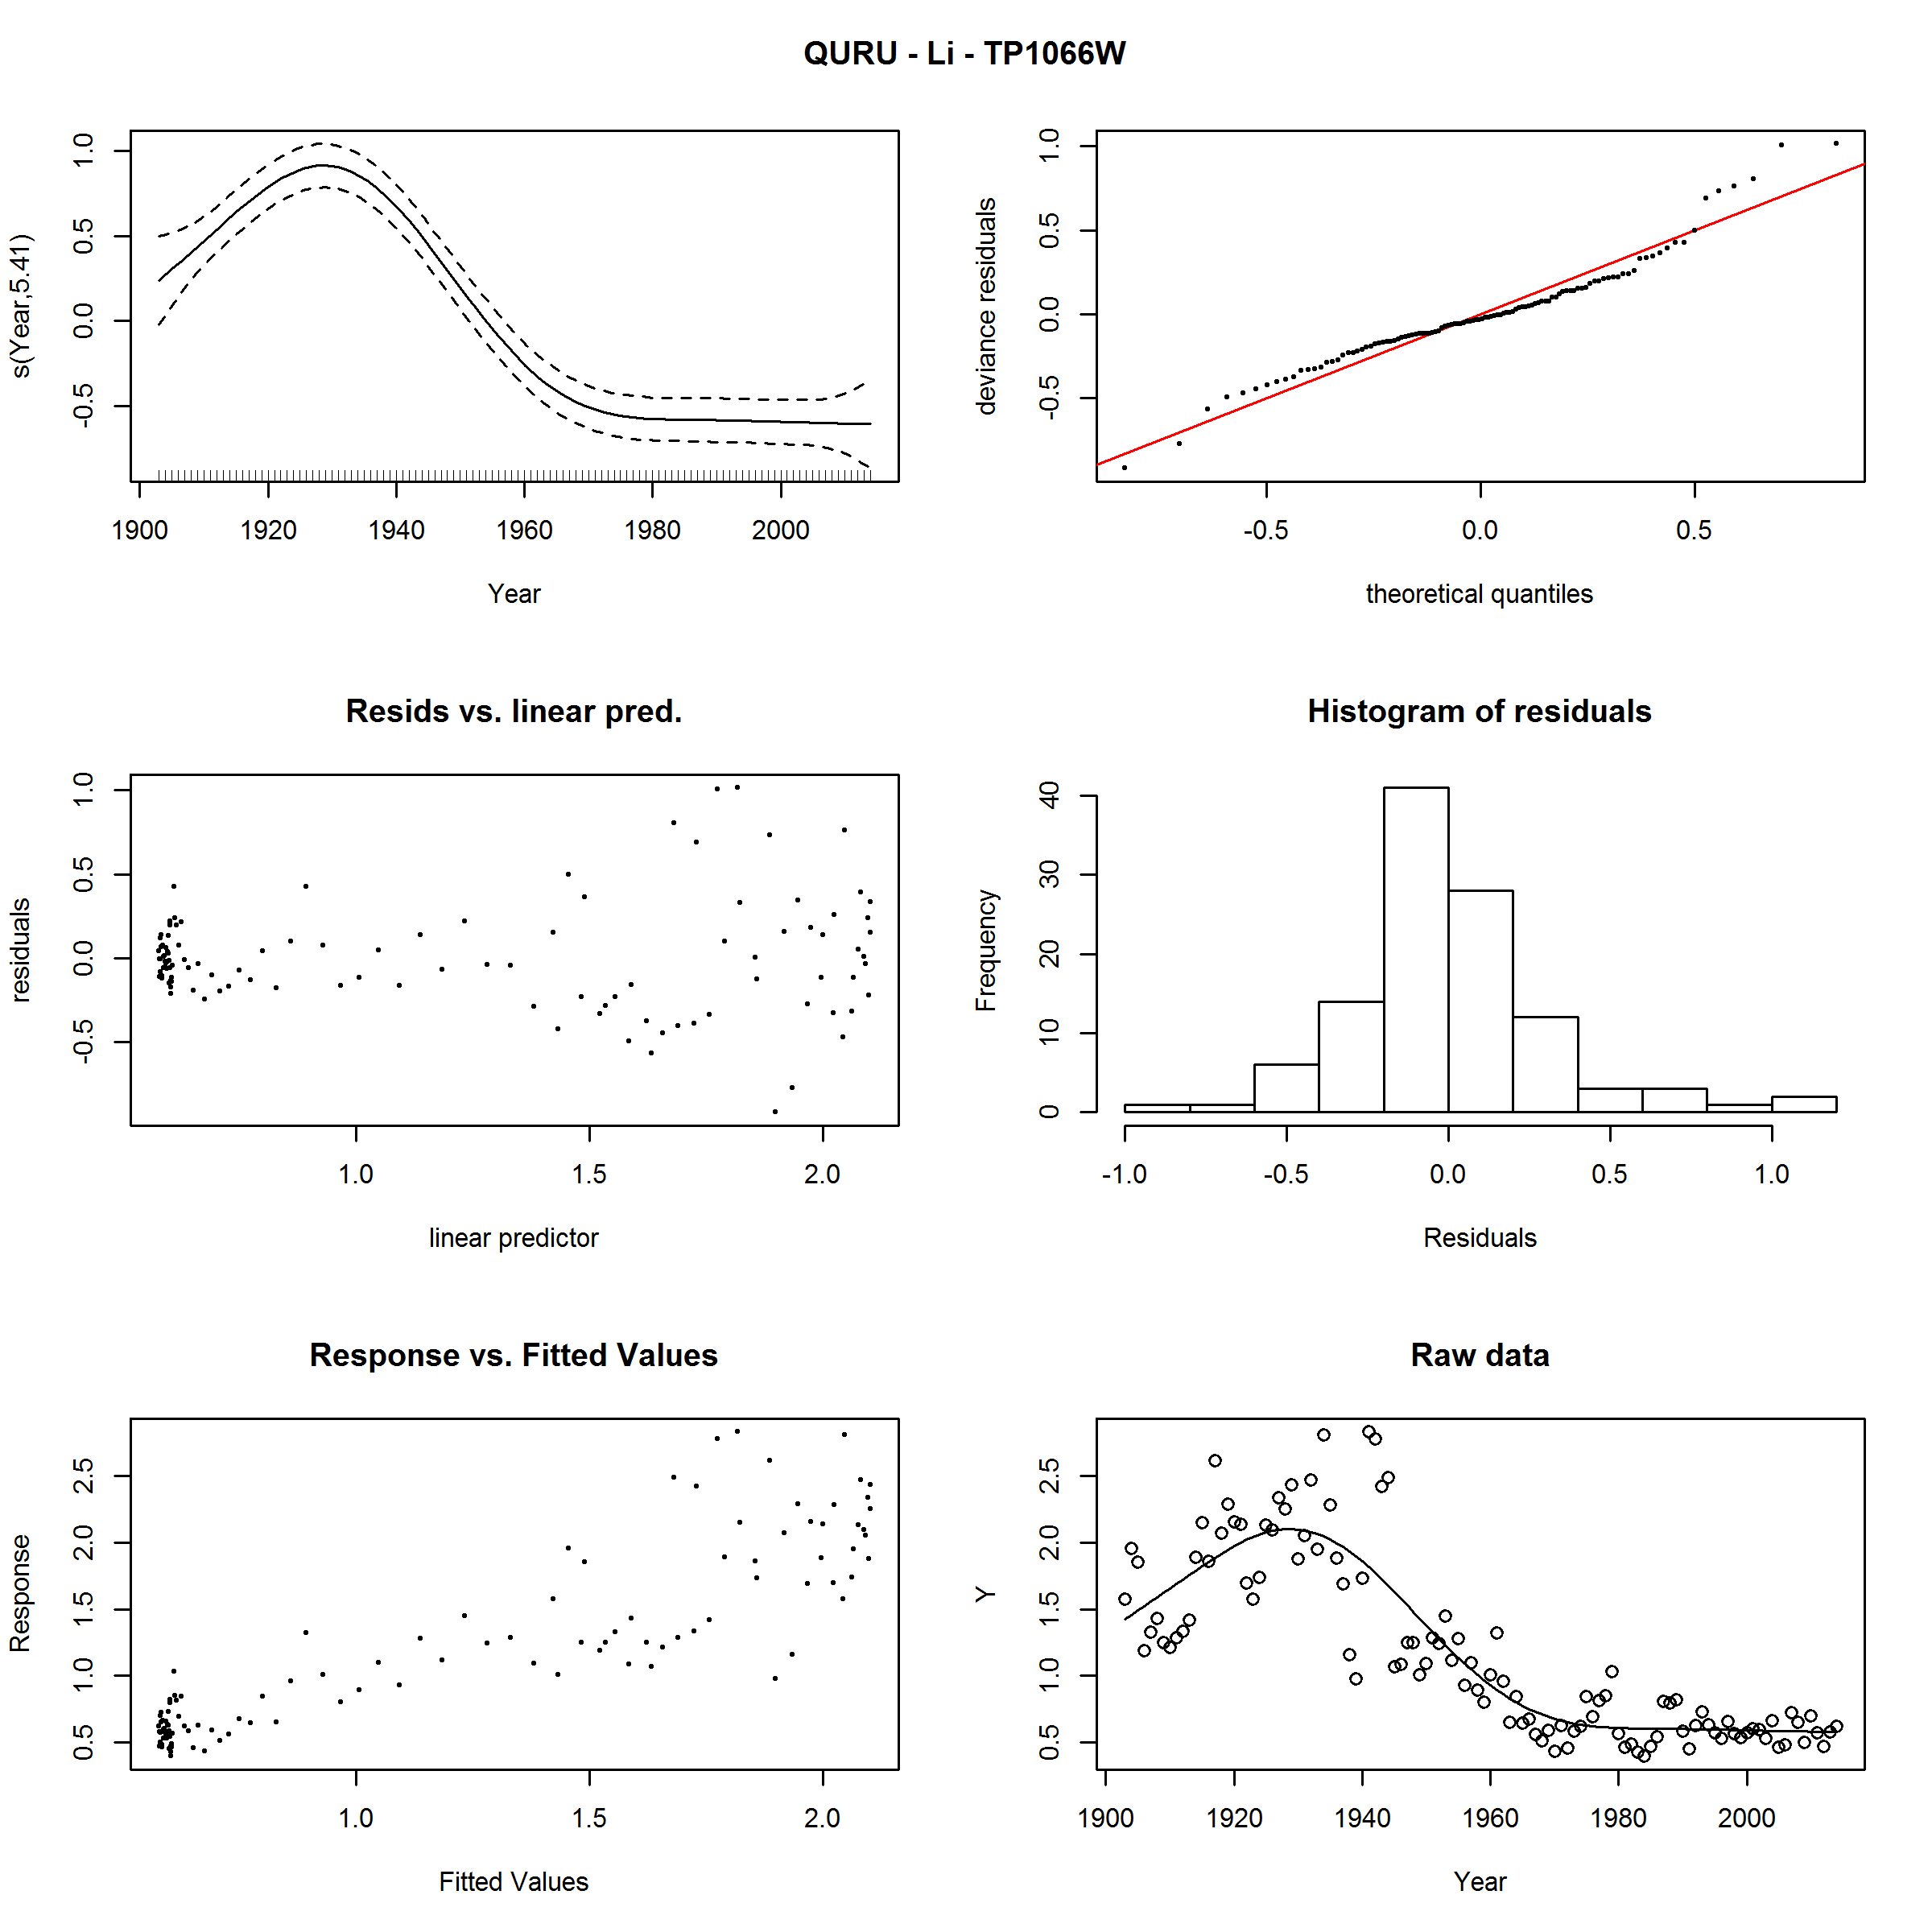 QURU - Li - TP1066W
s(Year,5.41)
1.0
0.5
0.0
-0.5
1900 1920 1940 1960 1980 2000
Year
deviance residuals
1.0
0.5
0.0
-0.5
-0.5 0.0 0.5
theoretical quantiles
Resids vs. linear pred.
residuals
1.0
0.5
0.0
-0.5
1.0 1.5 2.0
linear predictor
Histogram of residuals
Frequency
40
30
20
10
0
-1.0 -0.5 0.0 0.5 1.0
Residuals
Response vs. Fitted Values
Response
2.5
2.0
1.5
1.0
0.5
1.0 1.5 2.0
Fitted Values
Raw data
Y
2.5
2.0
1.5
1.0
0.5
1900 1920 1940 1960 1980 2000
Year